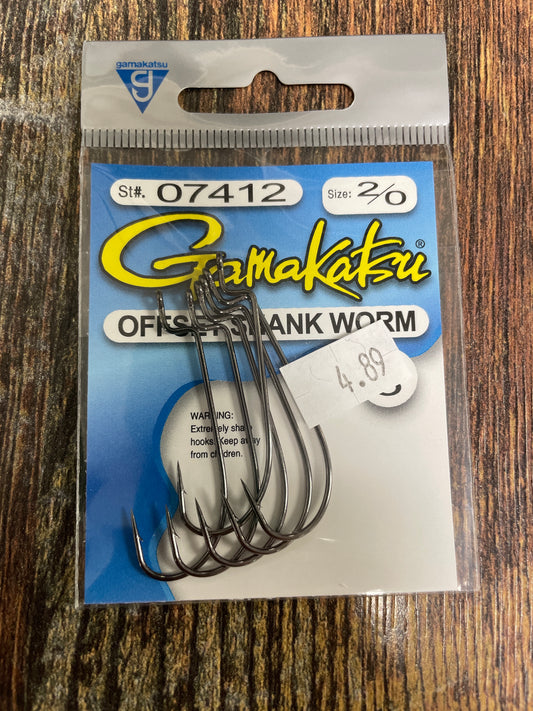 gamakatsu
St#. 07412
Size: 2/0
Gamakatsu®
OFFSET SHANK WORM
4.89
WARNING:
Extremely sharp
hooks. Keep away
from children.